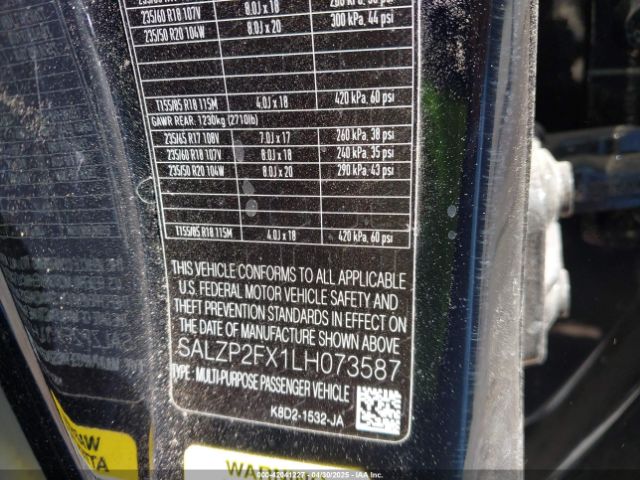 235/60 R18 107V 8.0J x 18
235/50 R20 104W 8.0J x 20 300 kPa, 44 psi
T155/85 R18 115M 4.0J x 18 420 kPa, 60 psi
GAWR REAR: 1230kg (2710lb)
235/65 R17 108V 7.0J x 17 260 kPa, 38 psi
235/60 R18 107V 8.0J x 18 240 kPa, 35 psi
235/50 R20 104W 8.0J x 20 290 kPa, 43 psi
T155/85 R18 115M 4.0J x 18 420 kPa, 60 psi
THIS VEHICLE CONFORMS TO ALL APPLICABLE
U.S. FEDERAL MOTOR VEHICLE SAFETY AND
THEFT PREVENTION STANDARDS IN EFFECT ON
THE DATE OF MANUFACTURE SHOWN ABOVE
SALZP2FX1LH073587
TYPE : MULTI-PURPOSE PASSENGER VEHICLE
K8D2-1532-JA
WARN
00-42041227 - 04/30/2025 - IAA Inc.